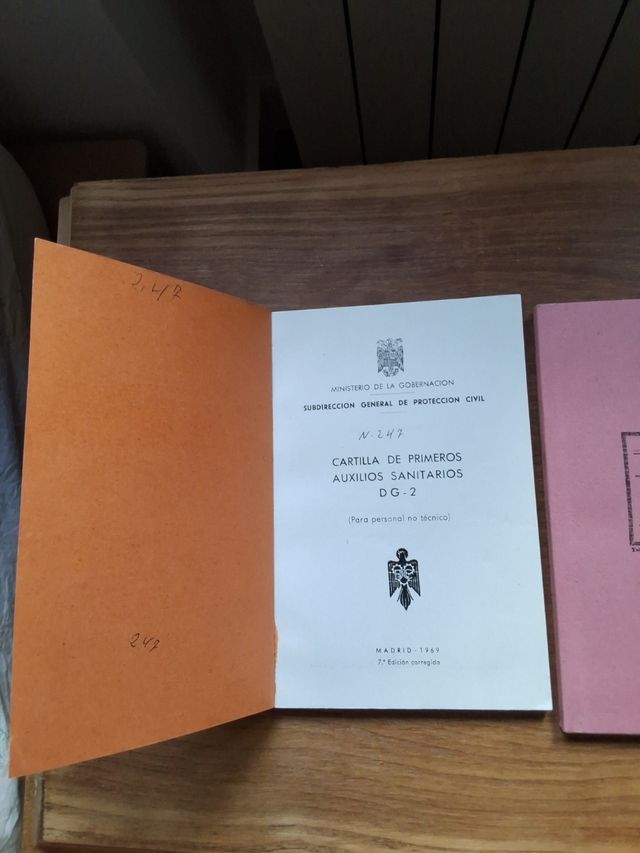 2,47
247
MINISTERIO DE LA GOBERNACION
SUBDIRECCION GENERAL DE PROTECCION CIVIL
N-247
CARTILLA DE PRIMEROS
AUXILIOS SANITARIOS
DG-2
(Para personal no técnico)
MADRID-1969
7.ª Edición corregida